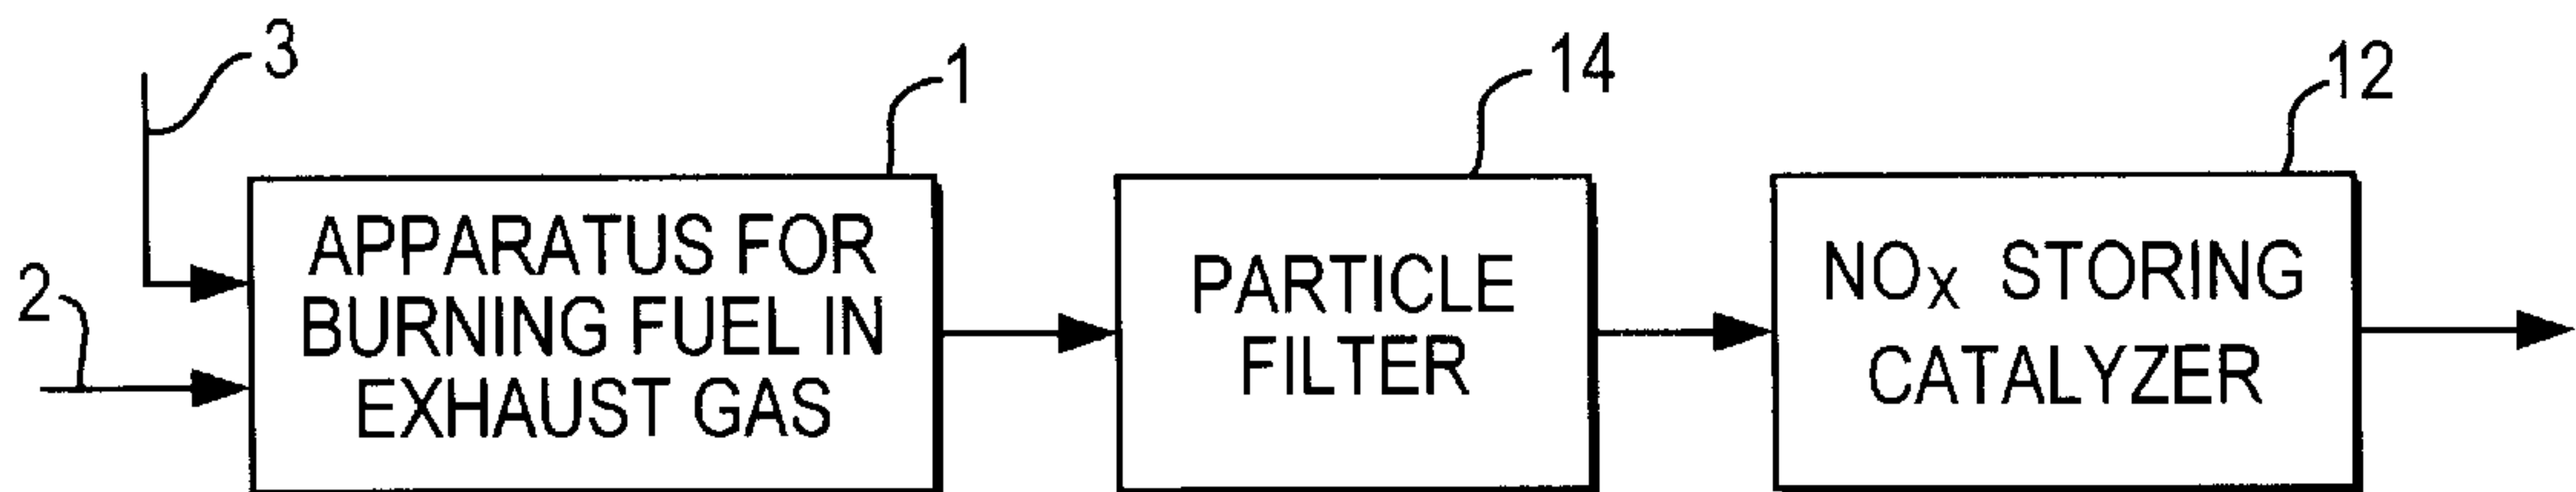 3
1
14
12
2
APPARATUS FOR
BURNING FUEL IN
EXHAUST GAS
PARTICLE
FILTER
NOX STORING
CATALYZER